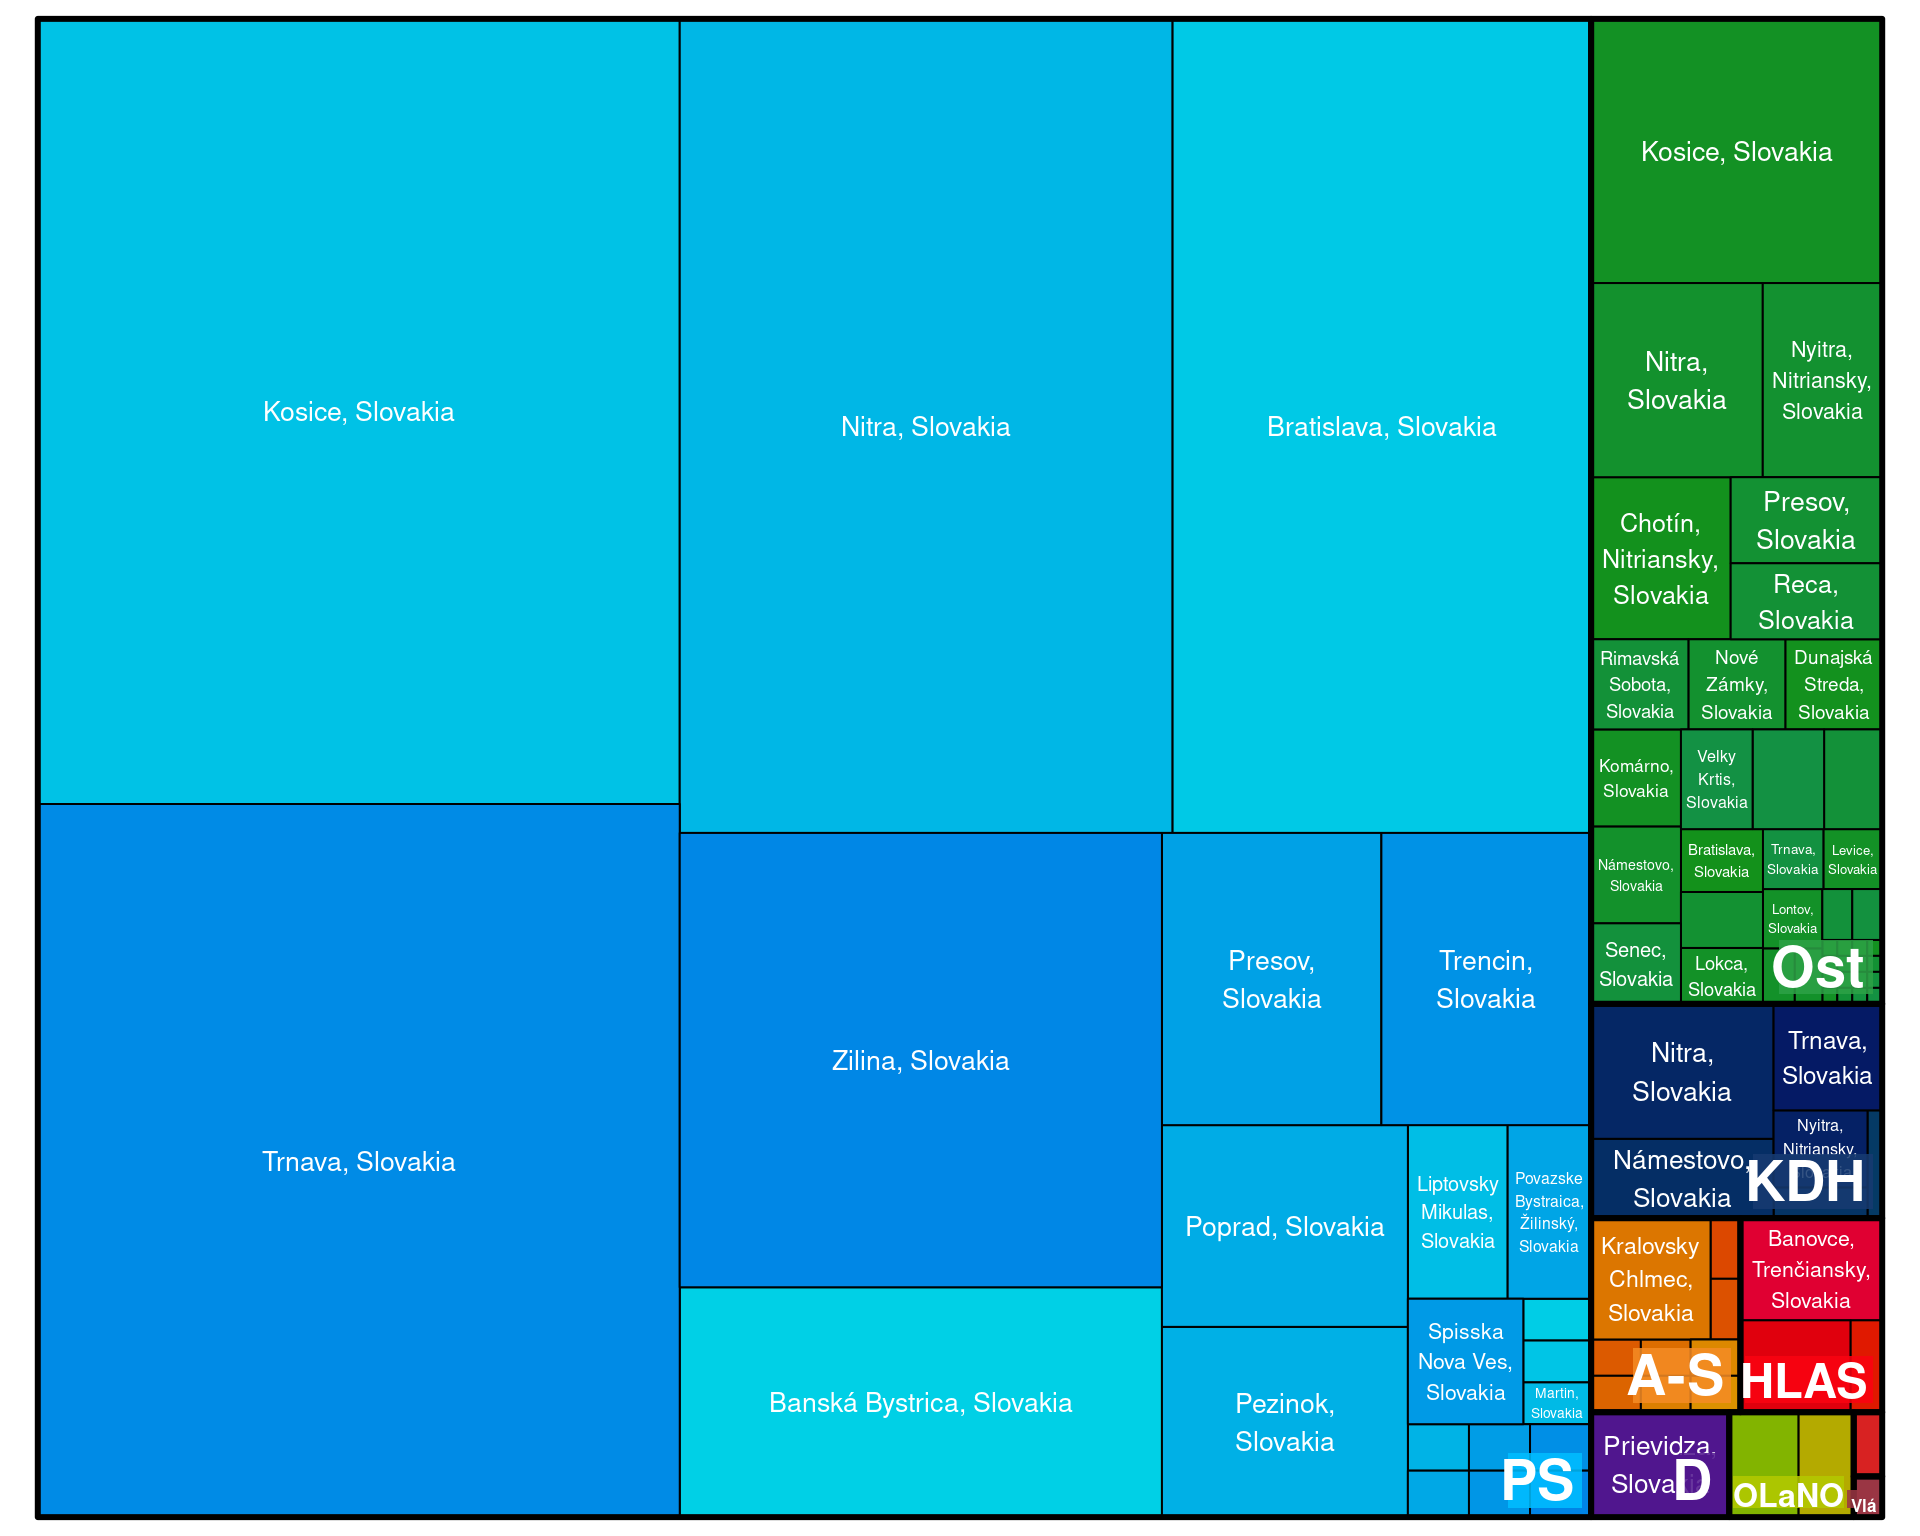 Kosice, Slovakia
Nitra, Slovakia
Bratislava, Slovakia
Trnava, Slovakia
Zilina, Slovakia
Banská Bystrica, Slovakia
Presov,
Slovakia
Trencin,
Slovakia
Poprad, Slovakia
Pezinok,
Slovakia
Liptovsky
Mikulas,
Slovakia
Povazske
Bystraica,
Žilinský,
Slovakia
Spisska
Nova Ves,
Slovakia
Martin,
Slovakia
PS
Kosice, Slovakia
Nitra,
Slovakia
Nyitra,
Nitriansky,
Slovakia
Chotín,
Nitriansky,
Slovakia
Presov,
Slovakia
Reca,
Slovakia
Rimavská
Sobota,
Slovakia
Nové
Zámky,
Slovakia
Dunajská
Streda,
Slovakia
Komárno,
Slovakia
Velky
Krtis,
Slovakia
Námestovo,
Slovakia
Bratislava,
Slovakia
Trnava,
Slovakia
Levice,
Slovakia
Lontov,
Slovakia
Senec,
Slovakia
Lokca,
Slovakia
Ost
Nitra,
Slovakia
Trnava,
Slovakia
Nyitra,
Nitriansky,
Námestovo,
Slovakia
KDH
Kralovsky
Chlmec,
Slovakia
A-S
Banovce,
Trenčiansky,
Slovakia
HLAS
Prievidza,
Slovakia
D
OLaNO
Vlá